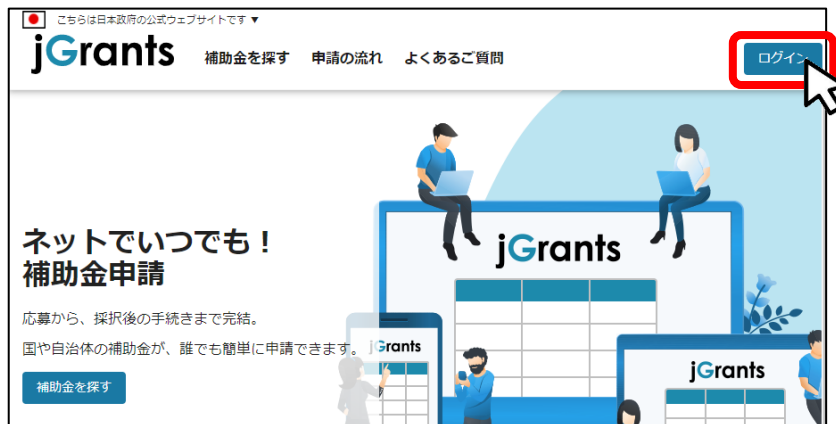 こちらは日本政府の公式ウェブサイトです ▼
jGrants 補助金を探す 申請の流れ よくあるご質問 ログイン
ネットでいつでも！
補助金申請
応募から、採択後の手続きまで完結。
国や自治体の補助金が、誰でも簡単に申請できます。
補助金を探す
jGrants
jGrants
jGrants